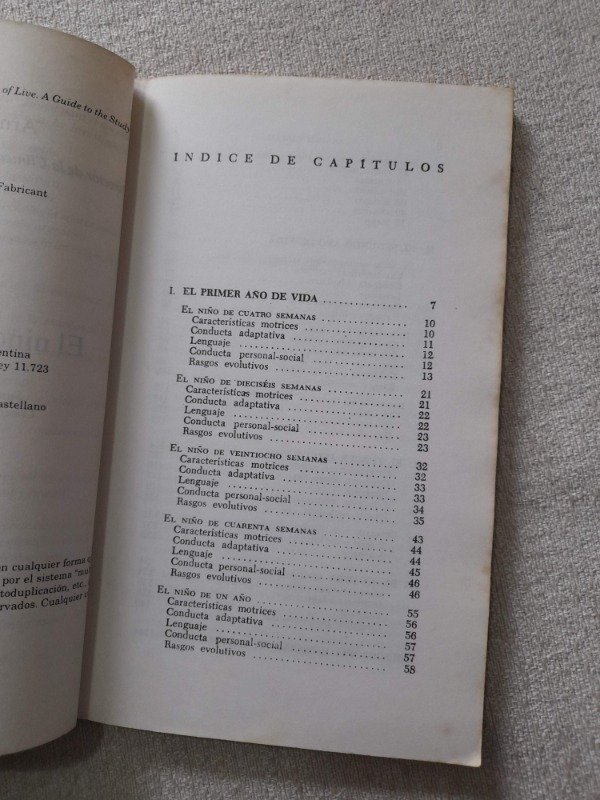 of Live. A Guide to the Study
Fabricant
entina
ey 11.723
astellano
en cualquier forma
por el sistema "mu
toduplicación, etc.
rvados. Cualquier
INDICE DE CAPÍTULOS
I. EL PRIMER AÑO DE VIDA .................... 7
EL NIÑO DE CUATRO SEMANAS .................... 10
Características motrices .................... 10
Conducta adaptativa .................... 11
Lenguaje .................... 12
Conducta personal-social .................... 12
Rasgos evolutivos .................... 13
EL NIÑO DE DIECISÉIS SEMANAS .................... 21
Características motrices .................... 21
Conducta adaptativa .................... 22
Lenguaje .................... 22
Conducta personal-social .................... 23
Rasgos evolutivos .................... 23
EL NIÑO DE VEINTIOCHO SEMANAS .................... 32
Características motrices .................... 32
Conducta adaptativa .................... 33
Lenguaje .................... 33
Conducta personal-social .................... 34
Rasgos evolutivos .................... 35
EL NIÑO DE CUARENTA SEMANAS .................... 43
Características motrices .................... 44
Conducta adaptativa .................... 44
Lenguaje .................... 45
Conducta personal-social .................... 46
Rasgos evolutivos .................... 46
EL NIÑO DE UN AÑO .................... 55
Características motrices .................... 56
Conducta adaptativa .................... 56
Lenguaje .................... 57
Conducta personal-social .................... 57
Rasgos evolutivos .................... 58